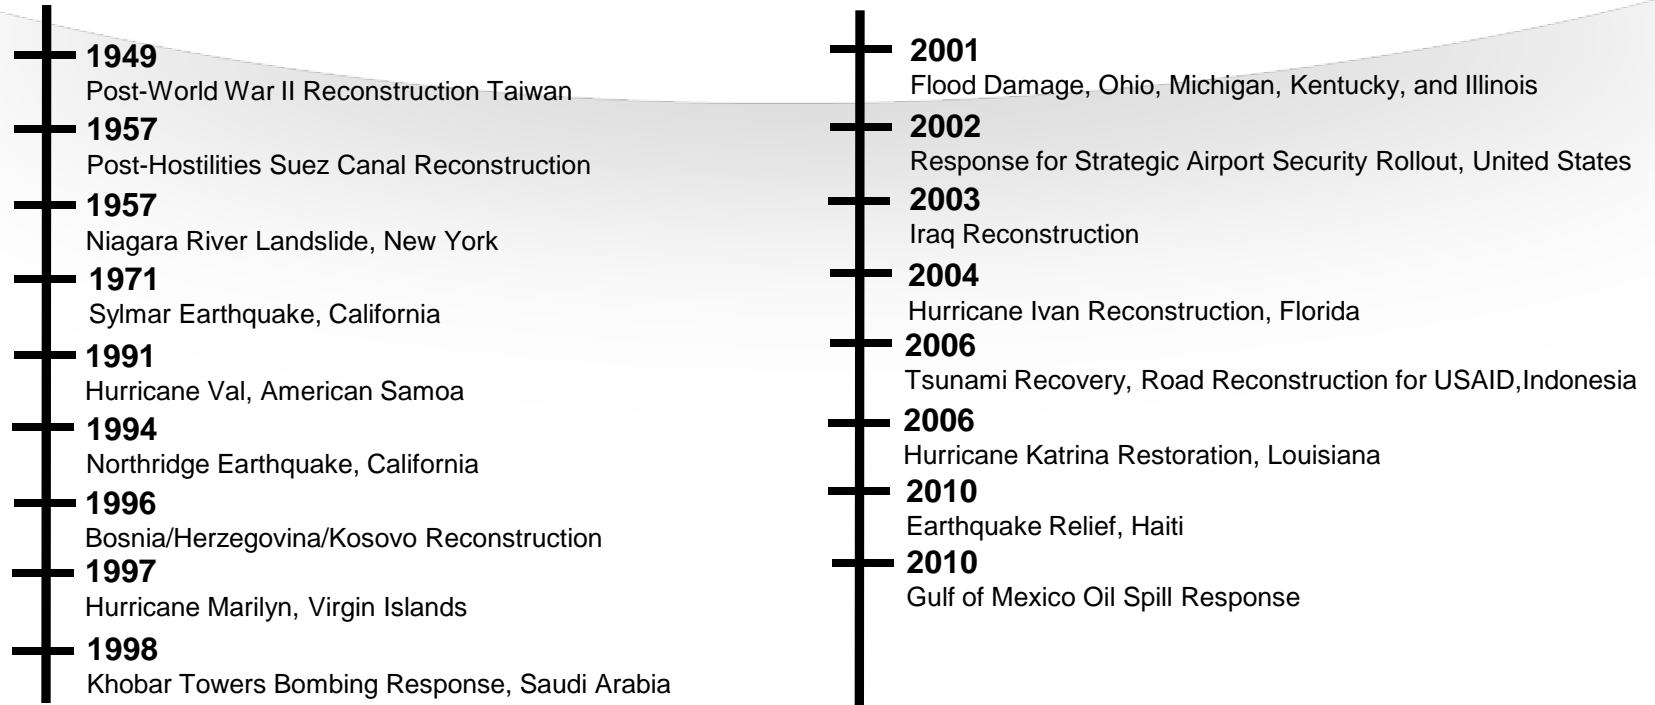 1949
Post-World War II Reconstruction Taiwan
1957
Post-Hostilities Suez Canal Reconstruction
1957
Niagara River Landslide, New York
1971
Sylmar Earthquake, California
1991
Hurricane Val, American Samoa
1994
Northridge Earthquake, California
1996
Bosnia/Herzegovina/Kosovo Reconstruction
1997
Hurricane Marilyn, Virgin Islands
1998
Khobar Towers Bombing Response, Saudi Arabia
2001
Flood Damage, Ohio, Michigan, Kentucky, and Illinois
2002
Response for Strategic Airport Security Rollout, United States
2003
Iraq Reconstruction
2004
Hurricane Ivan Reconstruction, Florida
2006
Tsunami Recovery, Road Reconstruction for USAID,Indonesia
2006
Hurricane Katrina Restoration, Louisiana
2010
Earthquake Relief, Haiti
2010
Gulf of Mexico Oil Spill Response